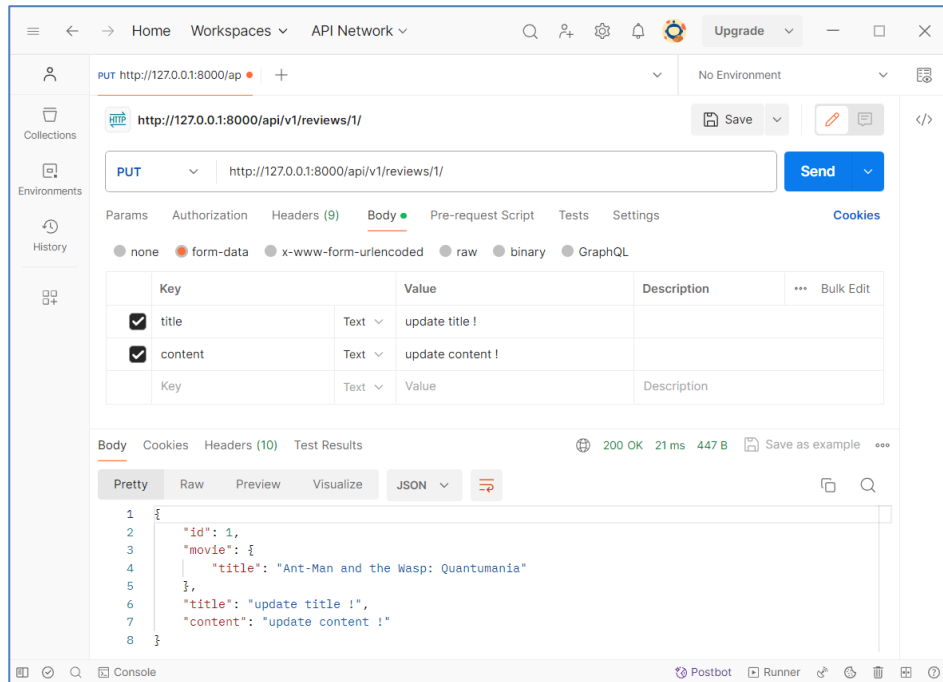 Home Workspaces API Network Upgrade
PUT http://127.0.0.1:8000/ap No Environment
HTTP http://127.0.0.1:8000/api/v1/reviews/1/ Save
Collections
Environments
History
PUT http://127.0.0.1:8000/api/v1/reviews/1/ Send
Params Authorization Headers (9) Body Pre-request Script Tests Settings Cookies
none form-data x-www-form-urlencoded raw binary GraphQL
Key Value Description ••• Bulk Edit
title Text update title !
content Text update content !
Key Text Value Description
Body Cookies Headers (10) Test Results 200 OK 21 ms 447 B Save as example •••
Pretty Raw Preview Visualize JSON
1 {
2 "id": 1,
3 "movie": {
4 "title": "Ant-Man and the Wasp: Quantumania"
5 },
6 "title": "update title !",
7 "content": "update content !"
8 }
Console Postbot Runner